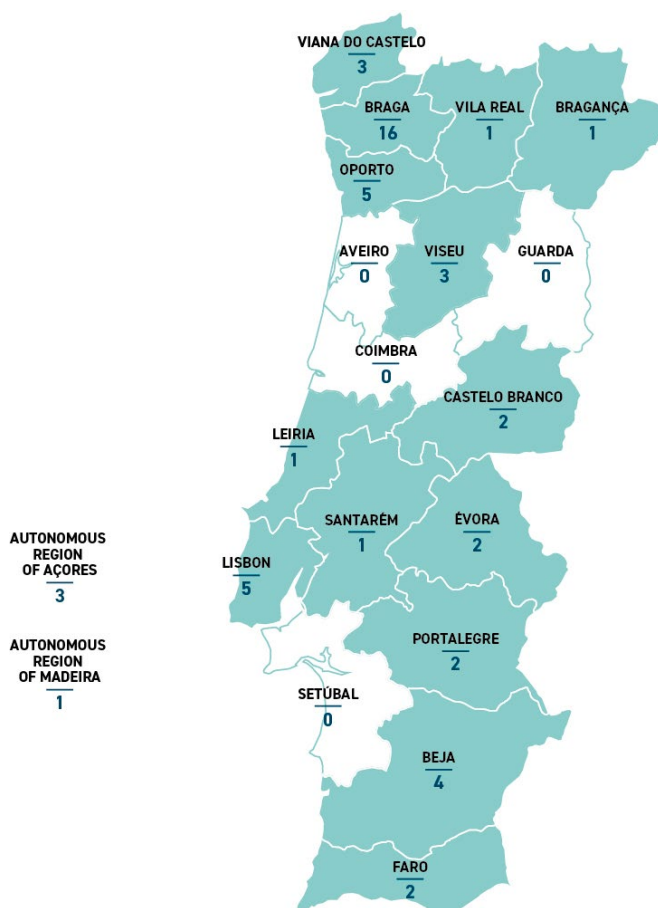 VIANA DO CASTELO
3
BRAGA
16
VILA REAL
1
BRAGANÇA
1
OPORTO
5
AVEIRO
0
VISEU
3
GUARDA
0
COIMBRA
0
CASTELO BRANCO
2
LEIRIA
1
SANTARÉM
1
ÉVORA
2
LISBON
5
AUTONOMOUS
REGION
OF AÇORES
3
AUTONOMOUS
REGION
OF MADEIRA
1
PORTALEGRE
2
SETÚBAL
0
BEJA
4
FARO
2